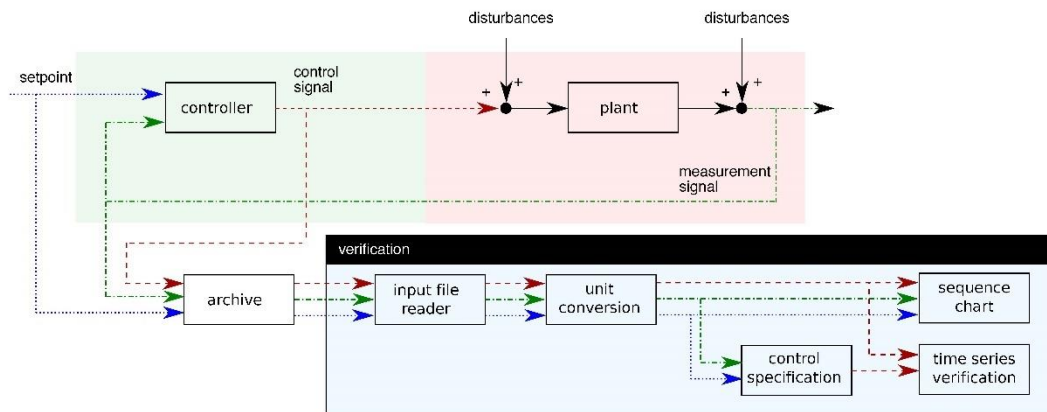 disturbances
disturbances
setpoint
control
signal
+
+
+
+
controller
plant
measurement
signal
verification
archive
input file
reader
unit
conversion
sequence
chart
control
specification
time series
verification